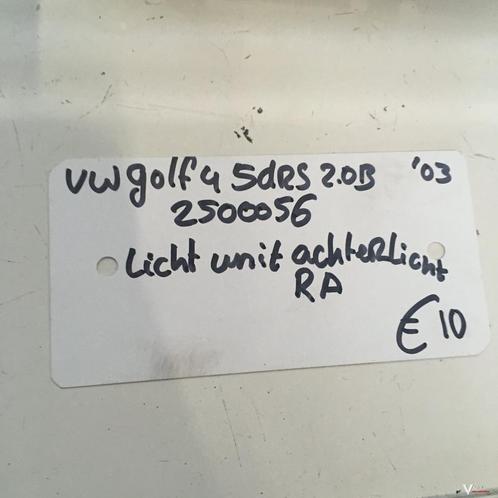 VW golf 4 5dRS 2.0B '03
2500056
Licht unit achterlicht
RA
€ 10